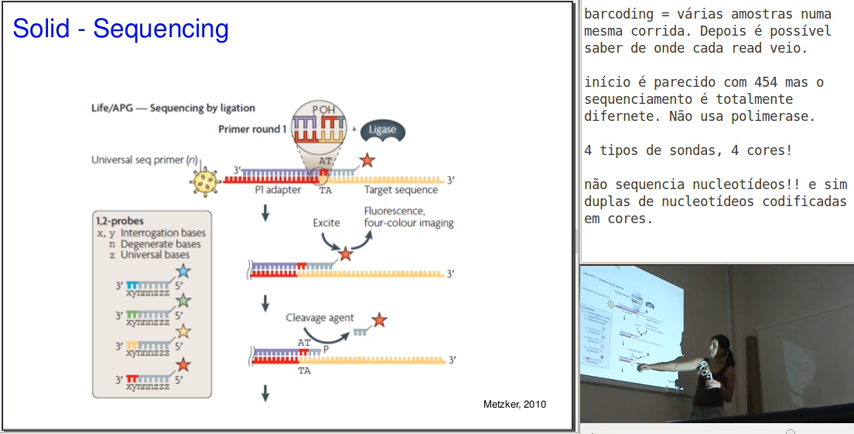 Solid - Sequencing
Life/APG — Sequencing by ligation
Primer round 1
POH
+
Ligase
Universal seq primer (n)
3'
AT
P1 adapter
TA
Target sequence
3'
1,2-probes
x, y Interrogation bases
n Degenerate bases
z Universal bases
3' 5'
xynnnzzz
3' 5'
xynnnzzz
3' 5'
xynnnzzz
3' 5'
xynnnzzz
Excite
Fluorescence,
four-colour imaging
3'
Cleavage agent
AT
P
3'
TA
Metzker, 2010
barcoding = várias amostras numa
mesma corrida. Depois é possível
saber de onde cada read veio.
início é parecido com 454 mas o
sequenciamento é totalmente
difernete. Não usa polimerase.
4 tipos de sondas, 4 cores!
não sequencia nucleotídeos!! e sim
duplas de nucleotídeos codificadas
em cores.